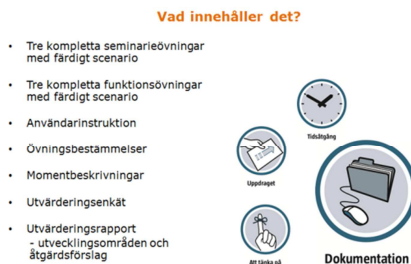 Vad innehåller det?
• Tre kompletta seminarieövningar
med färdigt scenario
• Tre kompletta funktionsövningar
med färdigt scenario
• Användarinstruktion
• Övningsbestämmelser
• Momentbeskrivningar
• Utvärderingsenkät
• Utvärderingsrapport
- utvecklingsområden och
åtgärdsförslag
Tidsåtgång
Uppdraget
Att tänka på
Dokumentation